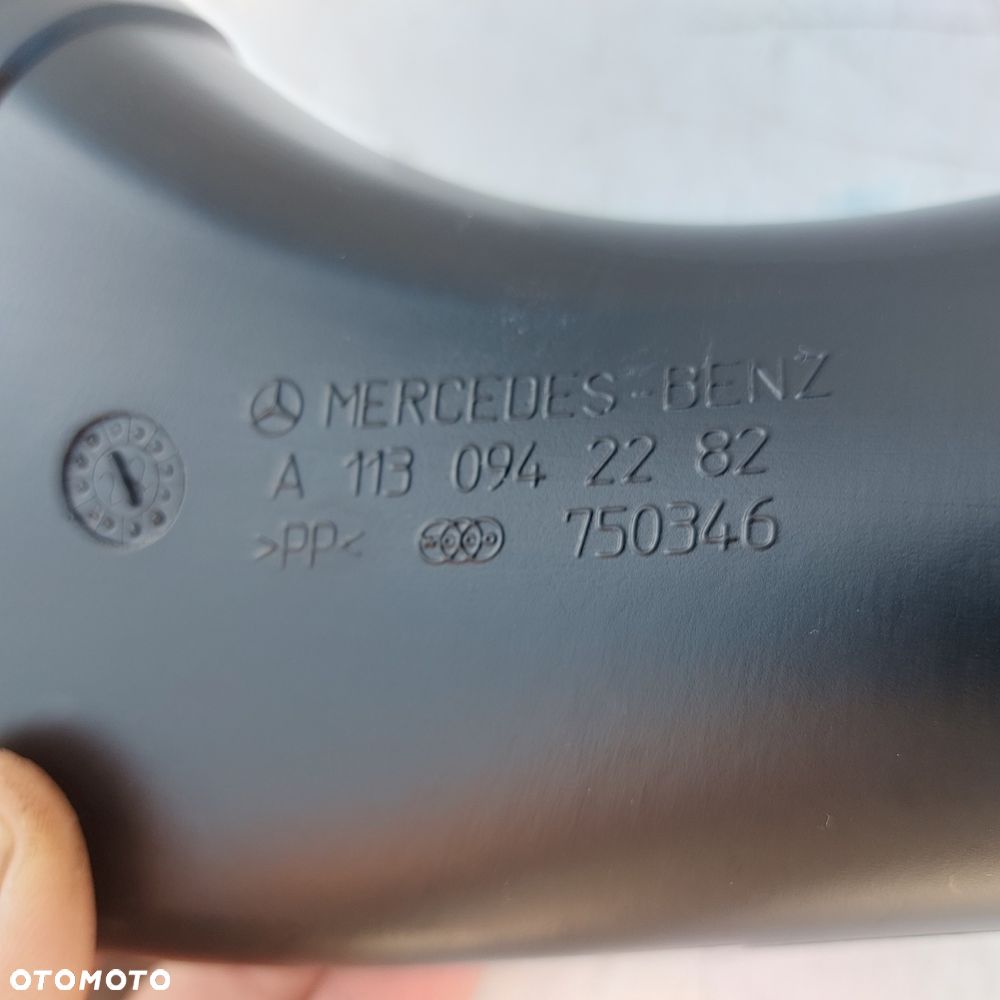 MERCEDES-BENZ
A 113 094 22 82
>PP< 750346
OTOMOTO